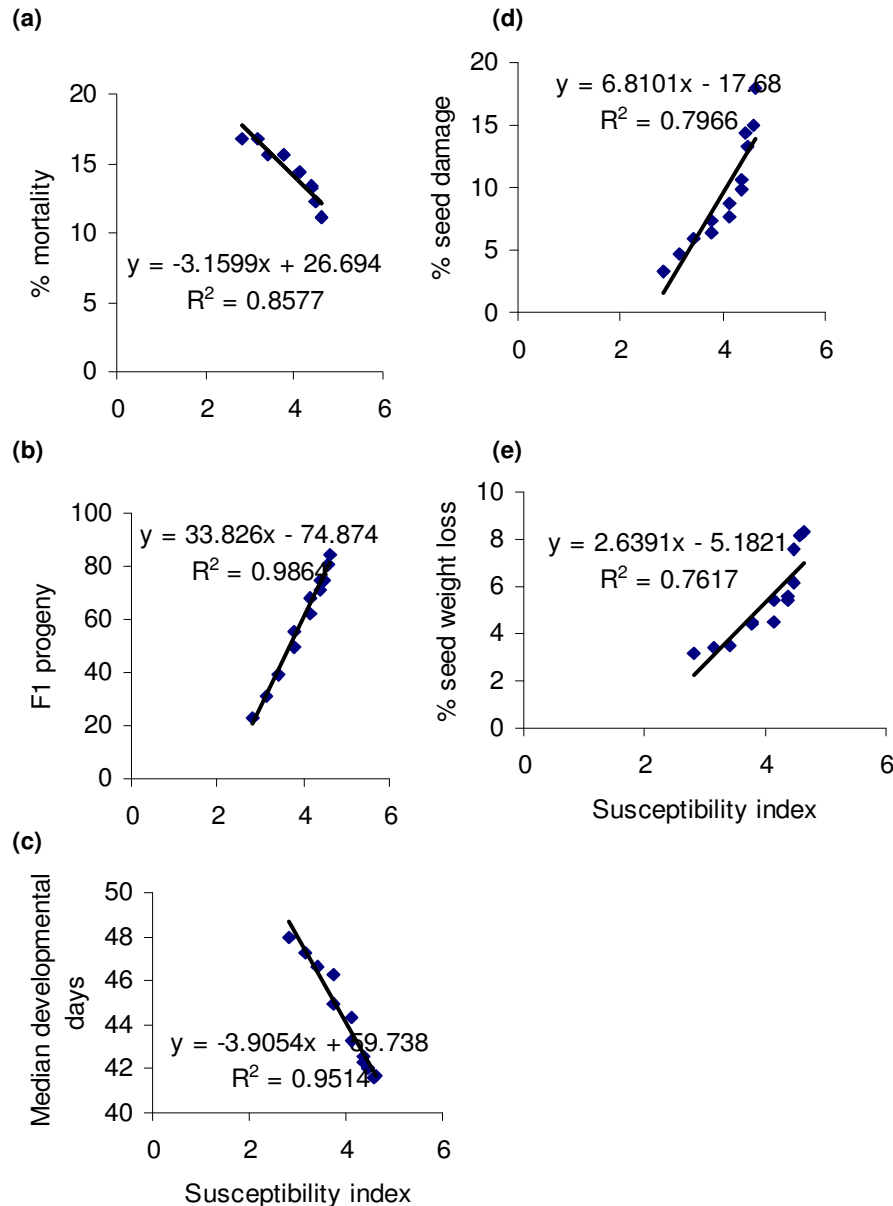 (a)
20
15
10
5
0
% mortality
y = -3.1599x + 26.694
R² = 0.8577
0 2 4 6
(b)
100
80
60
40
20
0
F1 progeny
y = 33.826x - 74.874
R² = 0.9864
0 2 4 6
(c)
50
48
46
44
42
40
Median developmental
days
y = -3.9054x + 59.738
R² = 0.9514
0 2 4 6
Susceptibility index
(d)
20
15
10
5
0
% seed damage
y = 6.8101x - 17.68
R² = 0.7966
0 2 4 6
(e)
10
8
6
4
2
0
% seed weight loss
y = 2.6391x - 5.1821
R² = 0.7617
0 2 4 6
Susceptibility index